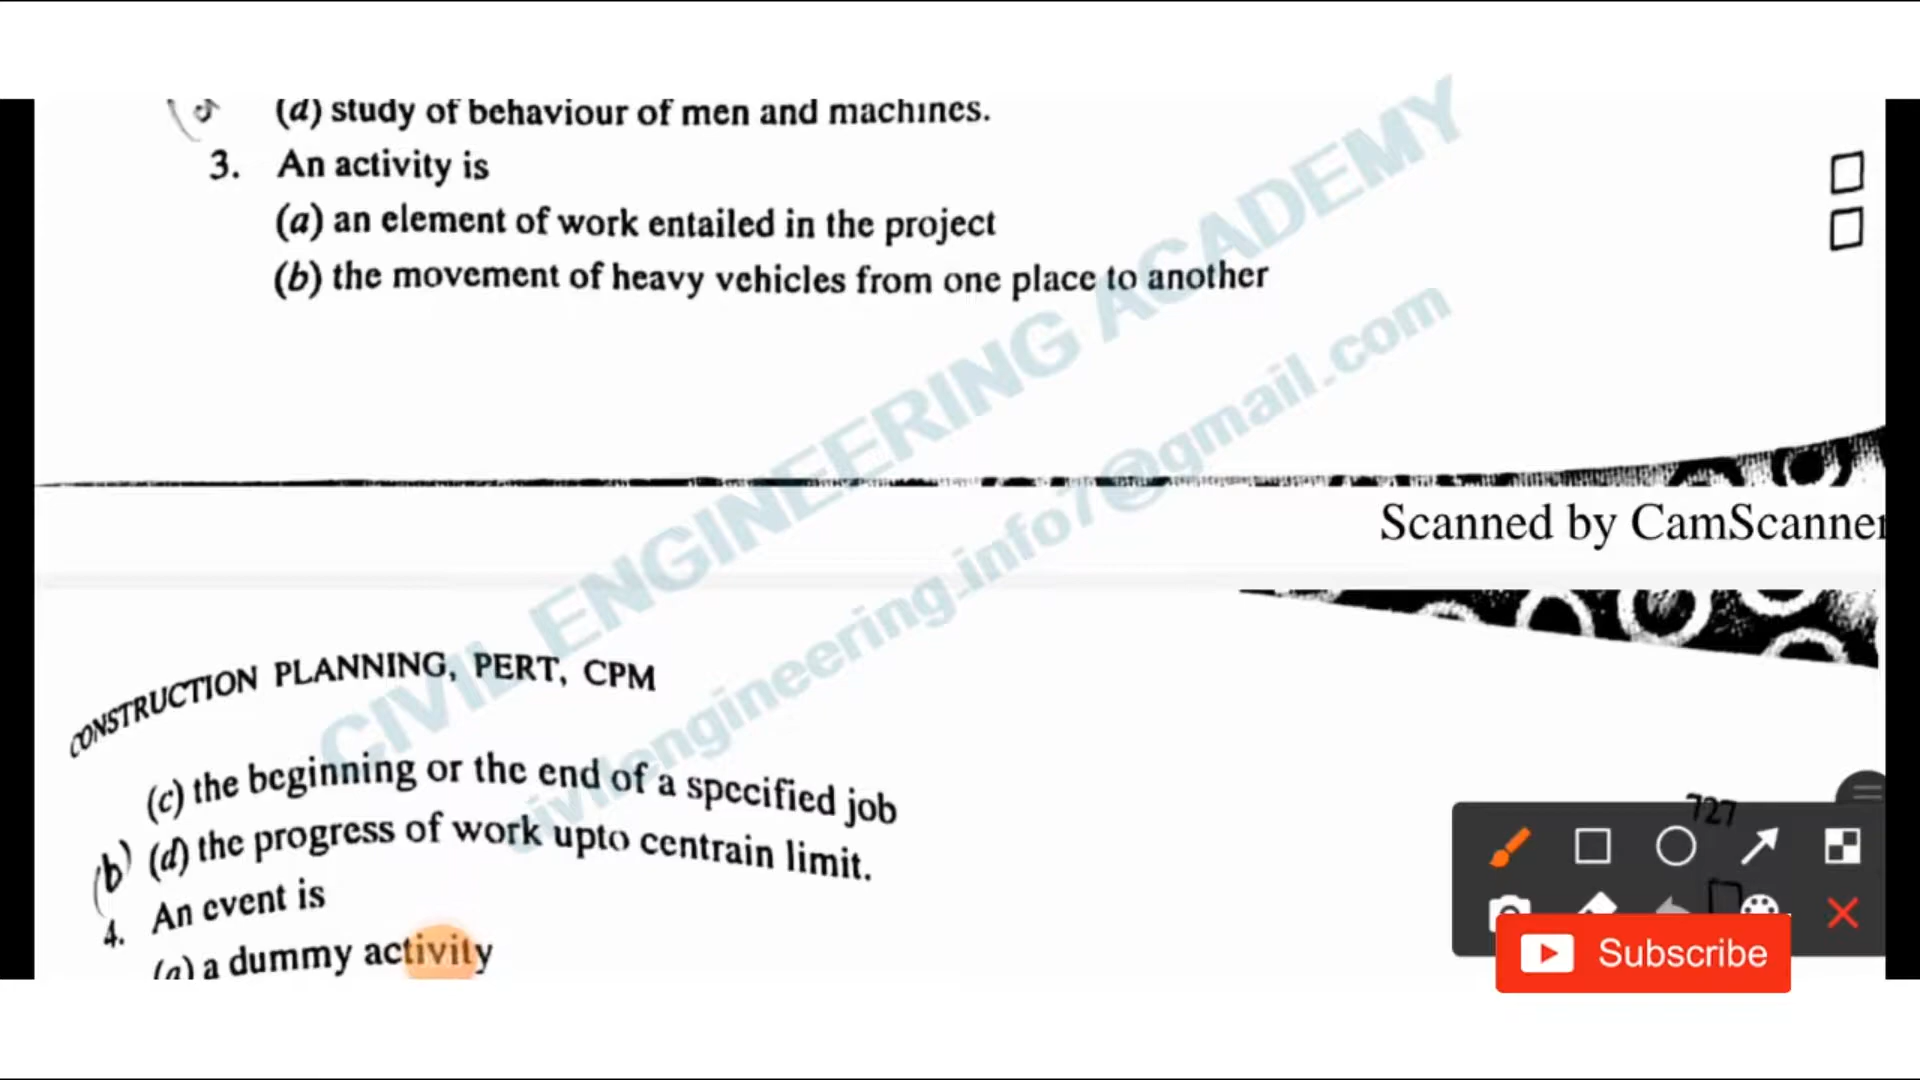 (d) study of behaviour of men and machines.
3. An activity is
(a) an element of work entailed in the project
(b) the movement of heavy vehicles from one place to another
CIVIL ENGINEERING ACADEMY
civilengineering.info7@gmail.com
Scanned by CamScanner
CONSTRUCTION PLANNING, PERT, CPM
727
(c) the beginning or the end of a specified job
(b) (d) the progress of work upto centrain limit.
4. An event is
(a) a dummy activity
Subscribe